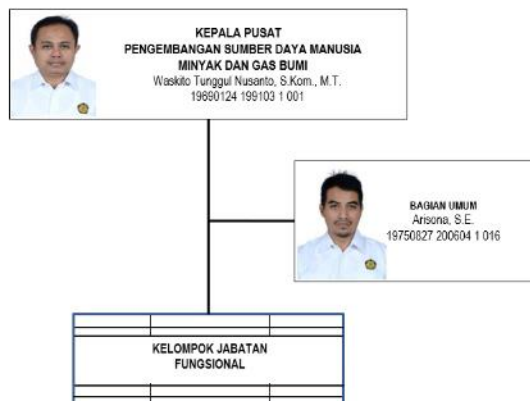 KEPALA PUSAT
PENGEMBANGAN SUMBER DAYA MANUSIA
MINYAK DAN GAS BUMI
Waskito Tunggul Nusanto, S.Kom., M.T.
19690124 199103 1 001
BAGIAN UMUM
Arisona, S.E.
19750827 200604 1 016
KELOMPOK JABATAN
FUNGSIONAL